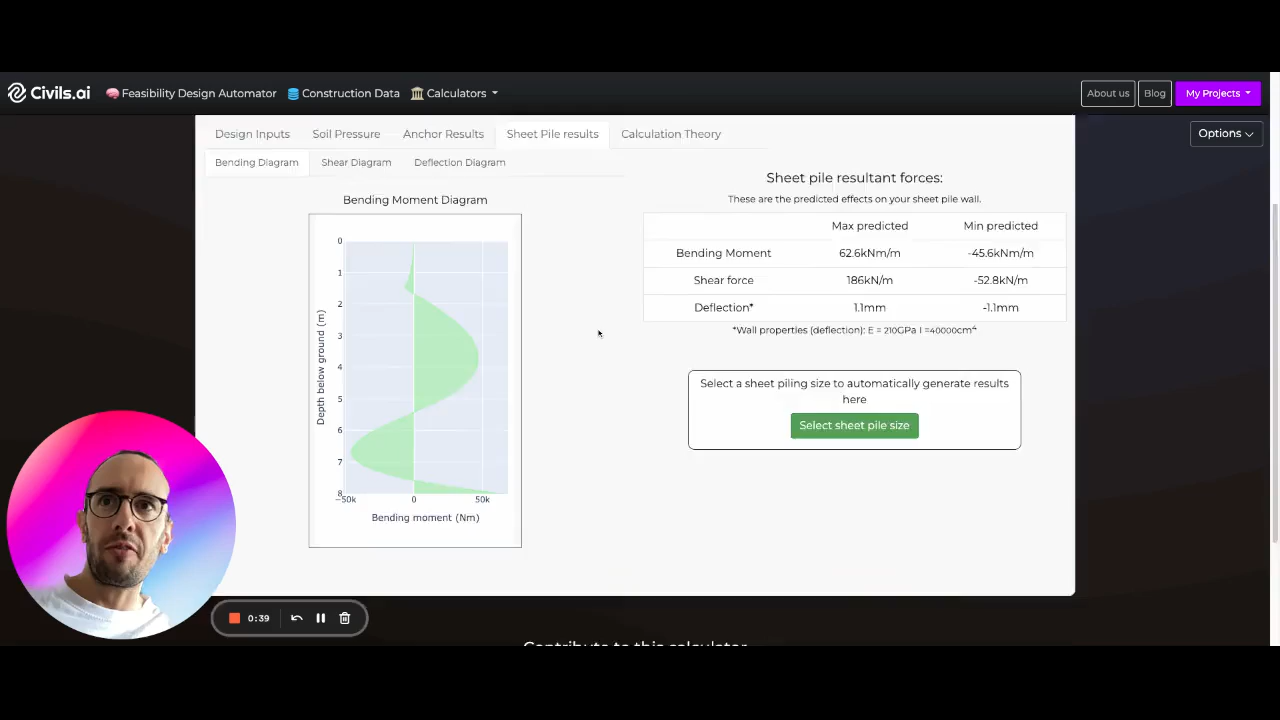 Civils.ai
Feasibility Design Automator
Construction Data
Calculators
About us
Blog
My Projects
Options
Design Inputs
Soil Pressure
Anchor Results
Sheet Pile results
Calculation Theory
Bending Diagram
Shear Diagram
Deflection Diagram
Bending Moment Diagram
0
1
2
3
4
5
6
7
8
Depth below ground (m)
−50k
0
50k
Bending moment (Nm)
Sheet pile resultant forces:
These are the predicted effects on your sheet pile wall.
Max predicted Min predicted
Bending Moment 62.6kNm/m -45.6kNm/m
Shear force 186kN/m -52.8kN/m
Deflection* 1.1mm -1.1mm
*Wall properties (deflection): E = 210GPa I =40000cm⁴
Select a sheet piling size to automatically generate results
here
Select sheet pile size
0:39
Contribute to this calculator